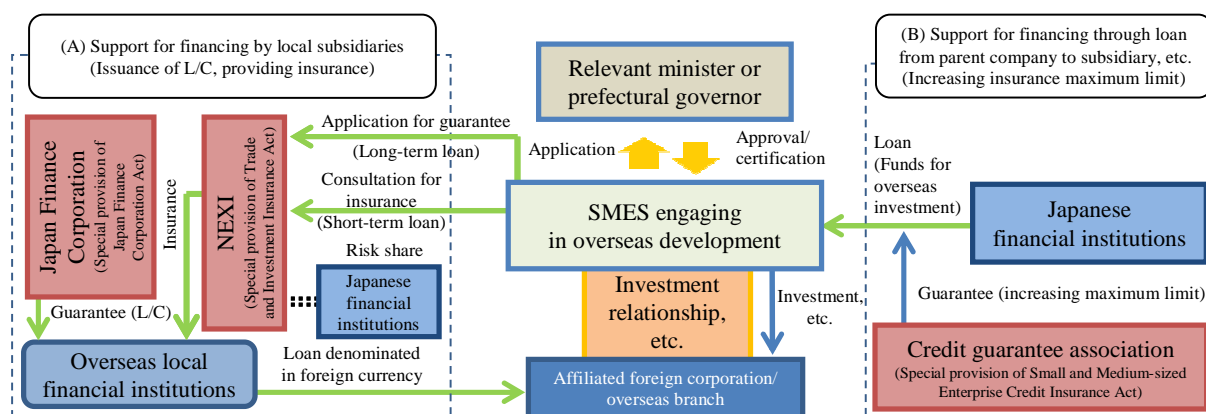 (A) Support for financing by local subsidiaries
(Issuance of L/C, providing insurance)
Relevant minister or
prefectural governor
(B) Support for financing through loan
from parent company to subsidiary, etc.
(Increasing insurance maximum limit)
Application for guarantee
(Long-term loan)
Application
Approval/
certification
Loan
(Funds for
overseas
investment)
Japan Finance
Corporation
(Special provision of
Japan Finance
Corporation Act)
Insurance
NEXI
(Special provision of Trade
and Investment Insurance Act)
Consultation for
insurance
(Short-term loan)
SMES engaging
in overseas development
Japanese
financial institutions
Risk share
Japanese
financial
institutions
Investment
relationship,
etc.
Investment,
etc.
Guarantee (increasing maximum limit)
Guarantee (L/C)
Overseas local
financial institutions
Loan denominated
in foreign currency
Affiliated foreign corporation/
overseas branch
Credit guarantee association
(Special provision of Small and Medium-sized
Enterprise Credit Insurance Act)